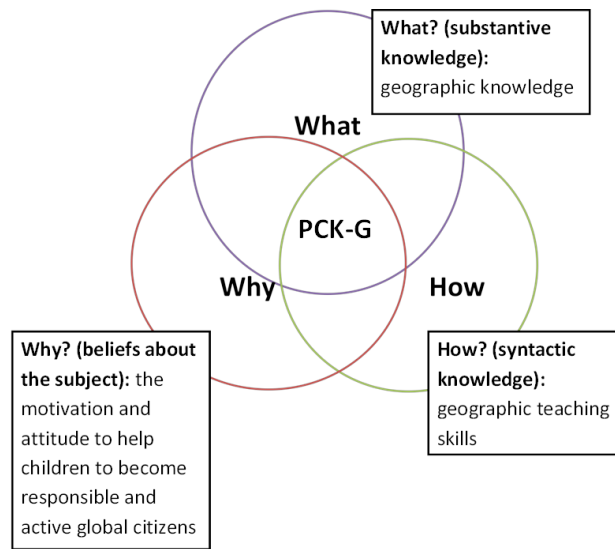 What? (substantive
knowledge):
geographic knowledge
What
PCK-G
Why
How
Why? (beliefs about
the subject): the
motivation and
attitude to help
children to become
responsible and
active global citizens
How? (syntactic
knowledge):
geographic teaching
skills